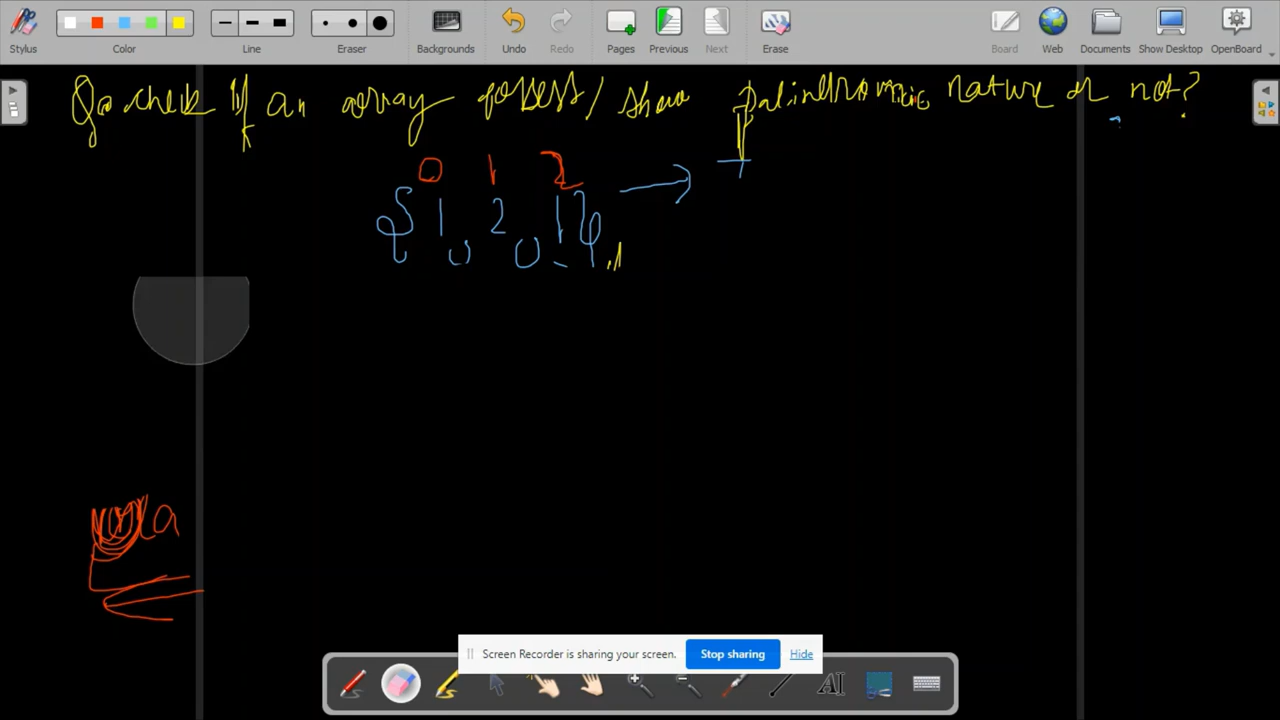 Stylus Color Line Eraser Backgrounds Undo Redo Pages Previous Next Erase Board Web Documents Show Desktop OpenBoard
Q check If an array possess/ show palindromic nature or not?
0 1 2
{1, 2, 1}
a
Screen Recorder is sharing your screen. Stop sharing Hide
AI